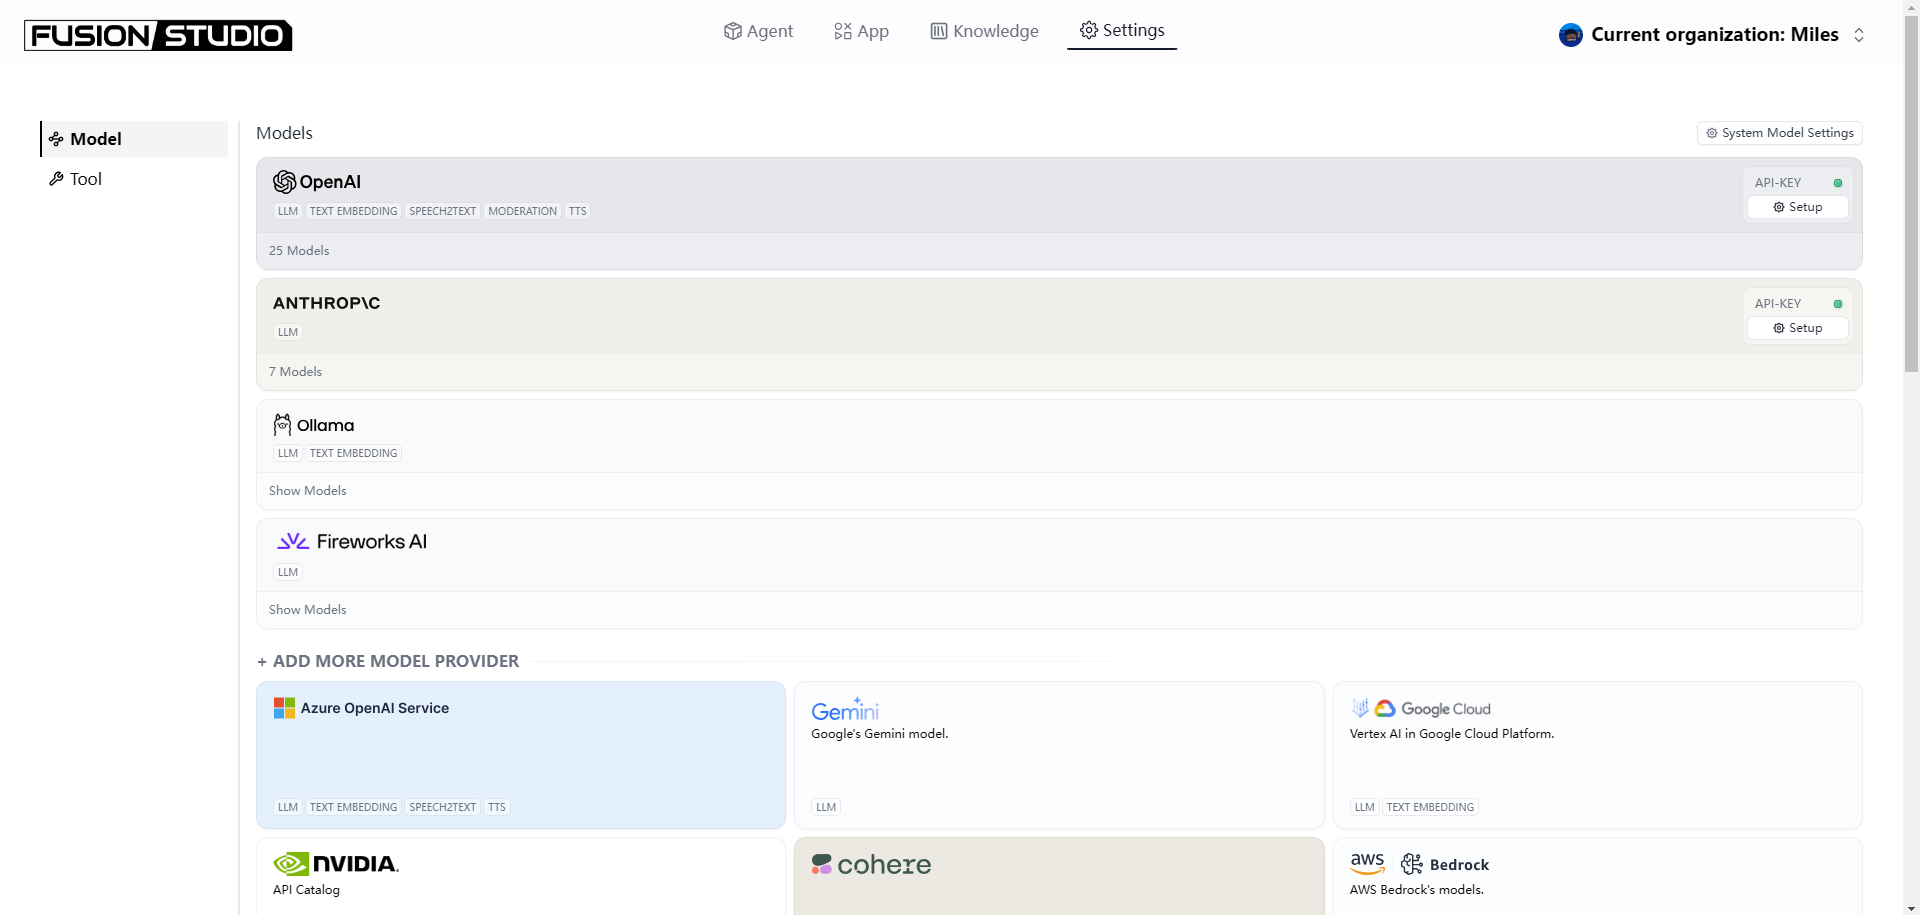 FUSION STUDIO
Agent
App
Knowledge
Settings
Current organization: Miles
Model
Tool
Models
System Model Settings
OpenAI
LLM TEXT EMBEDDING SPEECH2TEXT MODERATION TTS
API-KEY
Setup
25 Models
ANTHROP\C
LLM
API-KEY
Setup
7 Models
Ollama
LLM TEXT EMBEDDING
Show Models
Fireworks AI
LLM
Show Models
+ ADD MORE MODEL PROVIDER
Azure OpenAI Service
LLM TEXT EMBEDDING SPEECH2TEXT TTS
Gemini
Google's Gemini model.
LLM
Google Cloud
Vertex AI in Google Cloud Platform.
LLM TEXT EMBEDDING
NVIDIA.
API Catalog
cohere
aws Bedrock
AWS Bedrock's models.